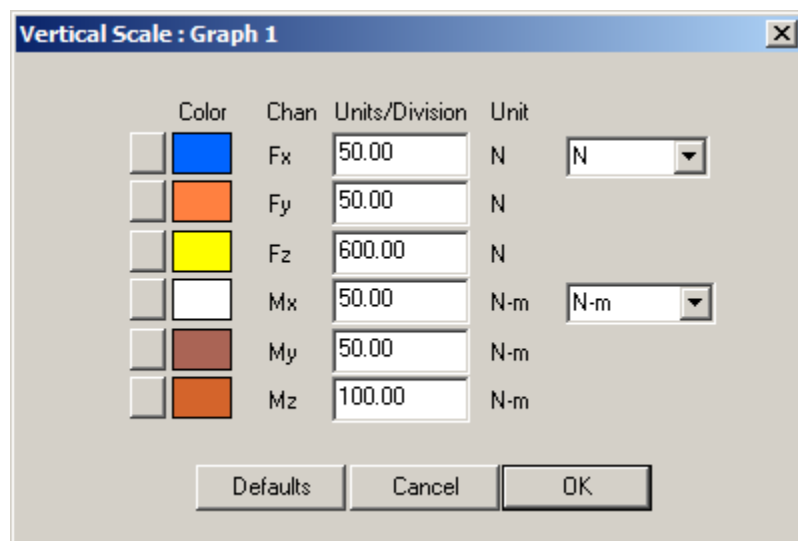 Vertical Scale : Graph 1
Color Chan Units/Division Unit
Fx 50.00 N N
Fy 50.00 N
Fz 600.00 N
Mx 50.00 N-m N-m
My 50.00 N-m
Mz 100.00 N-m
Defaults Cancel OK